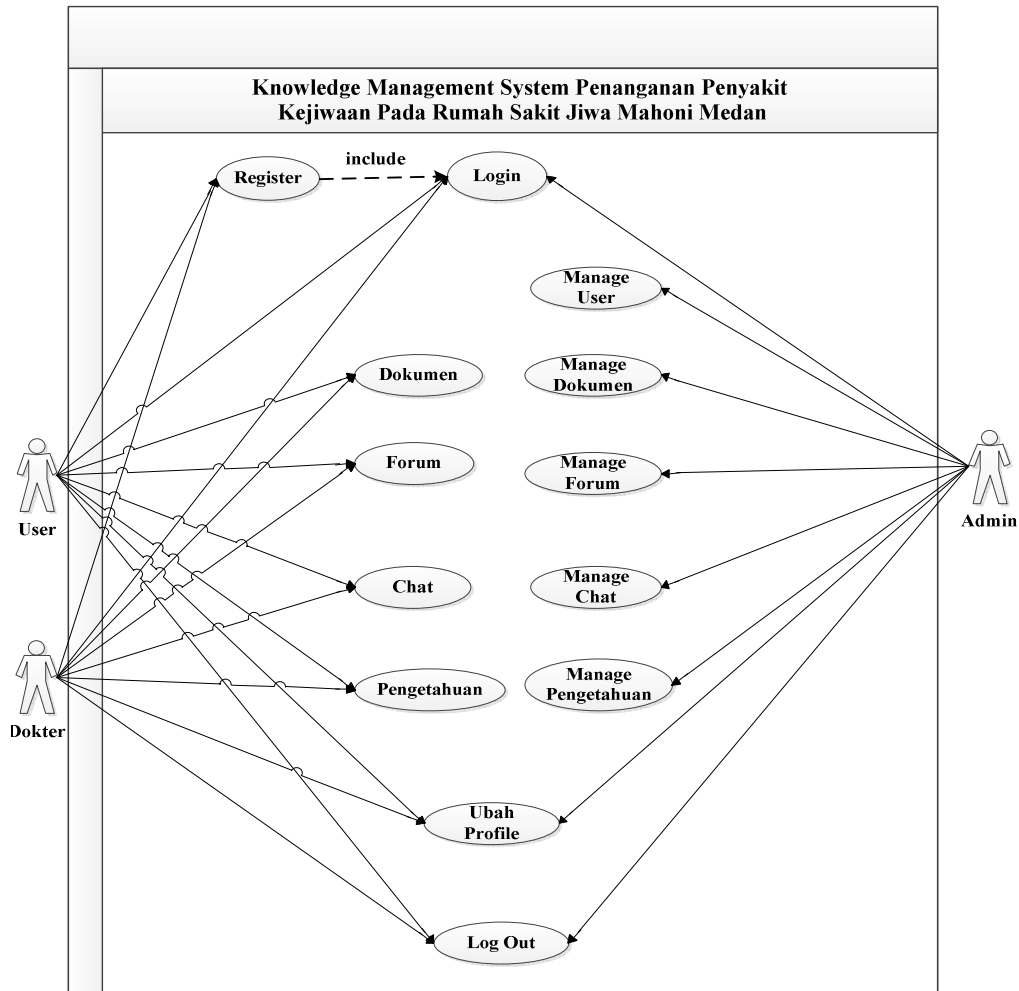 Knowledge Management System Penanganan Penyakit
Kejiwaan Pada Rumah Sakit Jiwa Mahoni Medan
include
Register
Login
Manage
User
Dokumen
Manage
Dokumen
Forum
Manage
Forum
User
Admin
Chat
Manage
Chat
Pengetahuan
Manage
Pengetahuan
Dokter
Ubah
Profile
Log Out